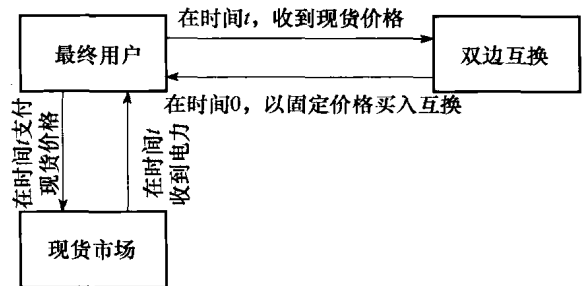 在时间t，收到现货价格
最终用户
双边互换
在时间0，以固定价格买入互换
在时间t支付
现货价格
在时间t
收到电力
现货市场